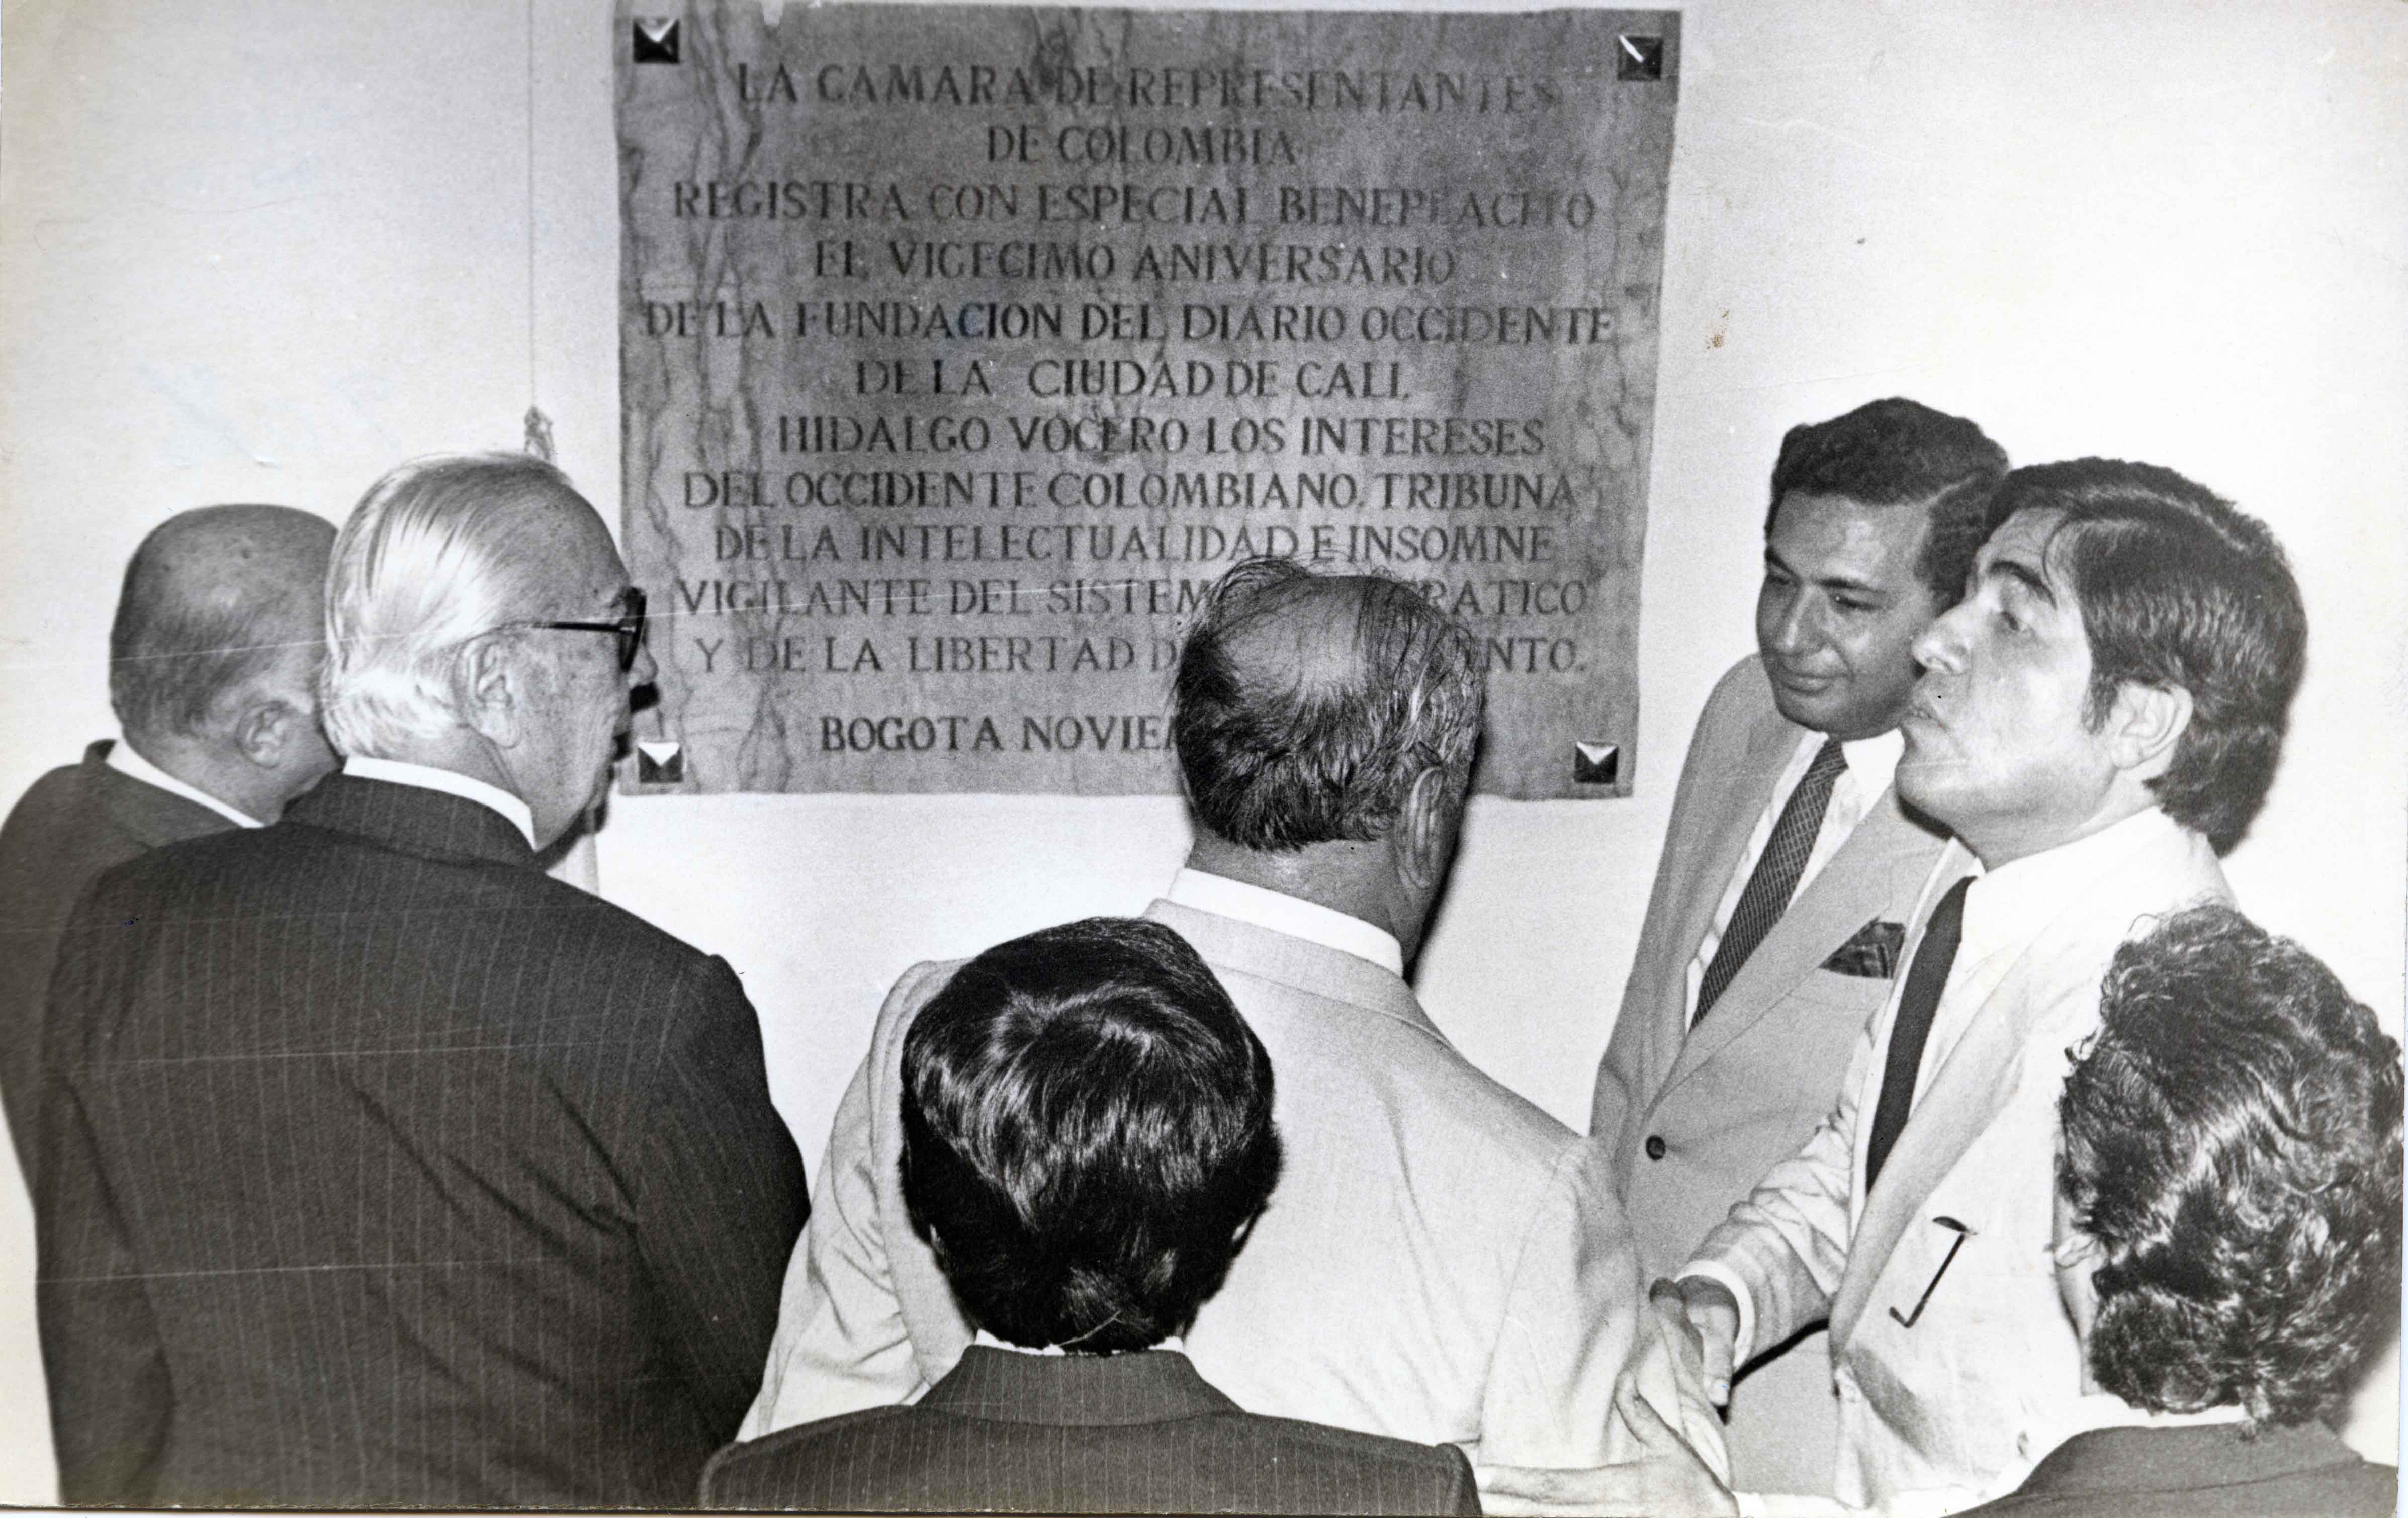 LA CAMARA DE REPRESENTANTES
DE COLOMBIA
REGISTRA CON ESPECIAL BENEPLACITO
EL VIGECIMO ANIVERSARIO
DE LA FUNDACION DEL DIARIO OCCIDENTE
DE LA CIUDAD DE CALI,
HIDALGO VOCERO LOS INTERESES
DEL OCCIDENTE COLOMBIANO, TRIBUNA
DE LA INTELECTUALIDAD E INSOMNE
VIGILANTE DEL
Y DE LA LIBERTAD
BOGOTA